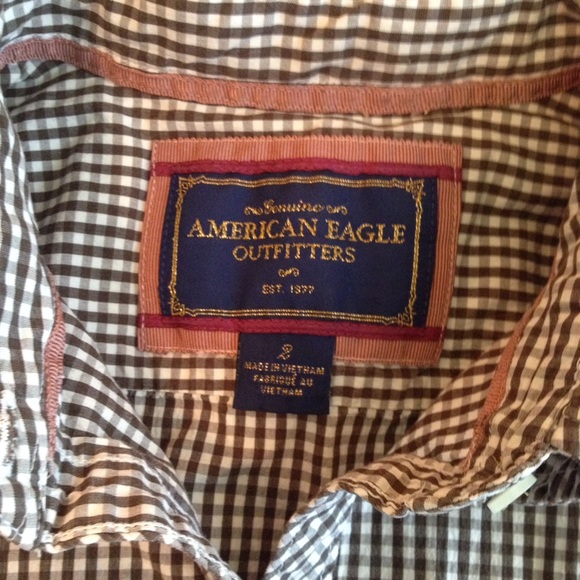 Genuine
AMERICAN EAGLE
OUTFITTERS
EST. 1977
2
MADE IN VIETNAM
FABRIQUÉ AU
VIETNAM